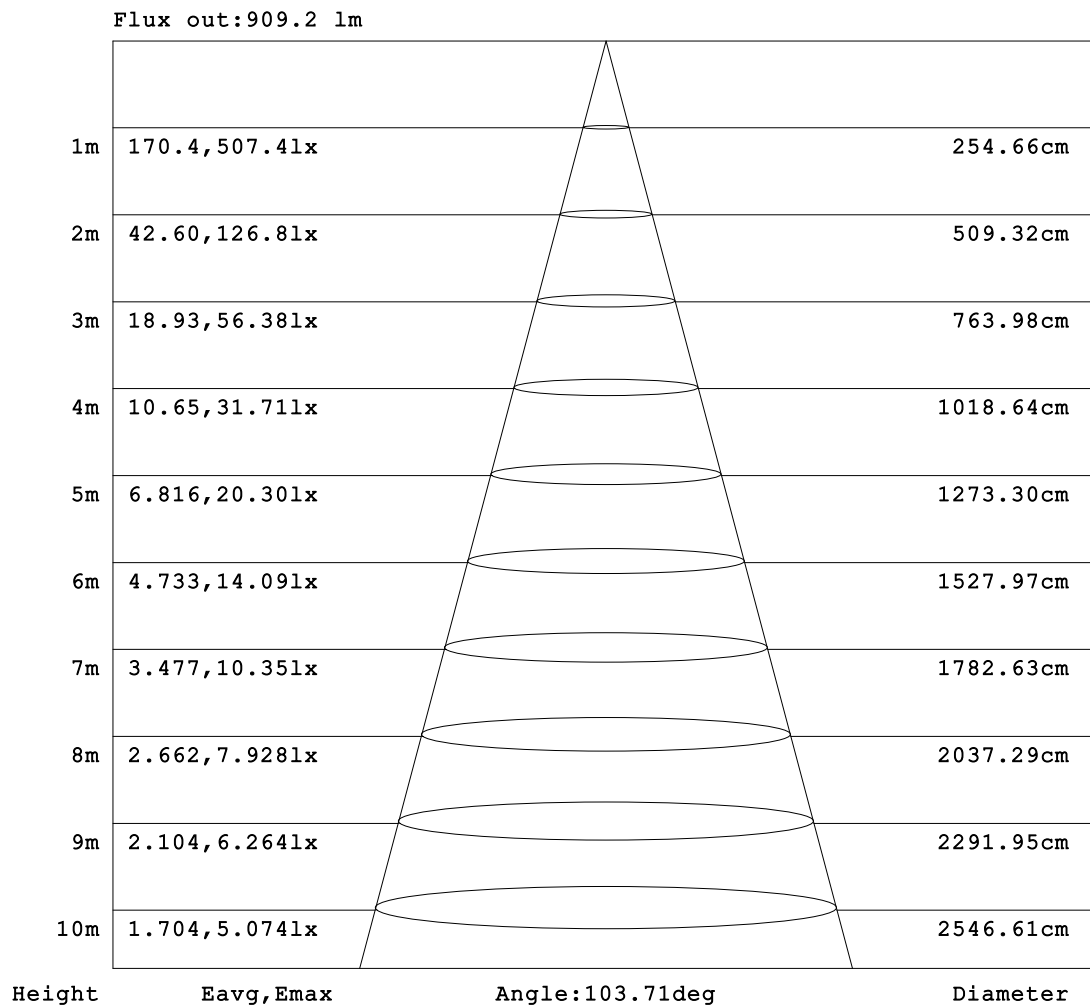 Flux out:909.2 lm
1m 170.4,507.4lx 254.66cm
2m 42.60,126.8lx 509.32cm
3m 18.93,56.38lx 763.98cm
4m 10.65,31.71lx 1018.64cm
5m 6.816,20.30lx 1273.30cm
6m 4.733,14.09lx 1527.97cm
7m 3.477,10.35lx 1782.63cm
8m 2.662,7.928lx 2037.29cm
9m 2.104,6.264lx 2291.95cm
10m 1.704,5.074lx 2546.61cm
Height Eavg,Emax Angle:103.71deg Diameter